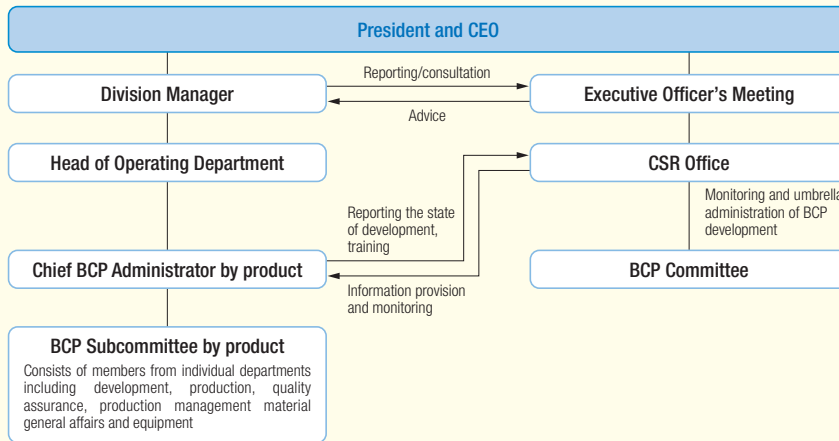 President and CEO
Reporting/consultation
Division Manager
Executive Officer's Meeting
Advice
Head of Operating Department
CSR Office
Monitoring and umbrella
administration of BCP
development
Reporting the state
of development,
training
Chief BCP Administrator by product
BCP Committee
Information provision
and monitoring
BCP Subcommittee by product
Consists of members from individual departments
including development, production, quality
assurance, production management material
general affairs and equipment